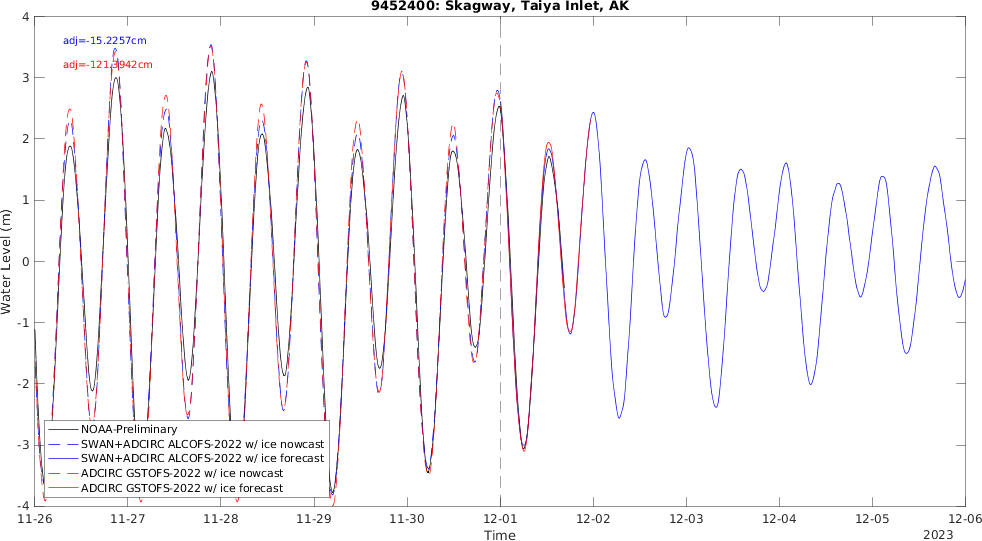 9452400: Skagway, Taiya Inlet, AK
adj=-15.2257cm
adj=-121.3942cm
Water Level (m)
4
3
2
1
0
-1
-2
-3
-4
NOAA-Preliminary
SWAN+ADCIRC ALCOFS-2022 w/ ice nowcast
SWAN+ADCIRC ALCOFS-2022 w/ ice forecast
ADCIRC GSTOFS-2022 w/ ice nowcast
ADCIRC GSTOFS-2022 w/ ice forecast
11-26 11-27 11-28 11-29 11-30 12-01 12-02 12-03 12-04 12-05 12-06
Time
2023